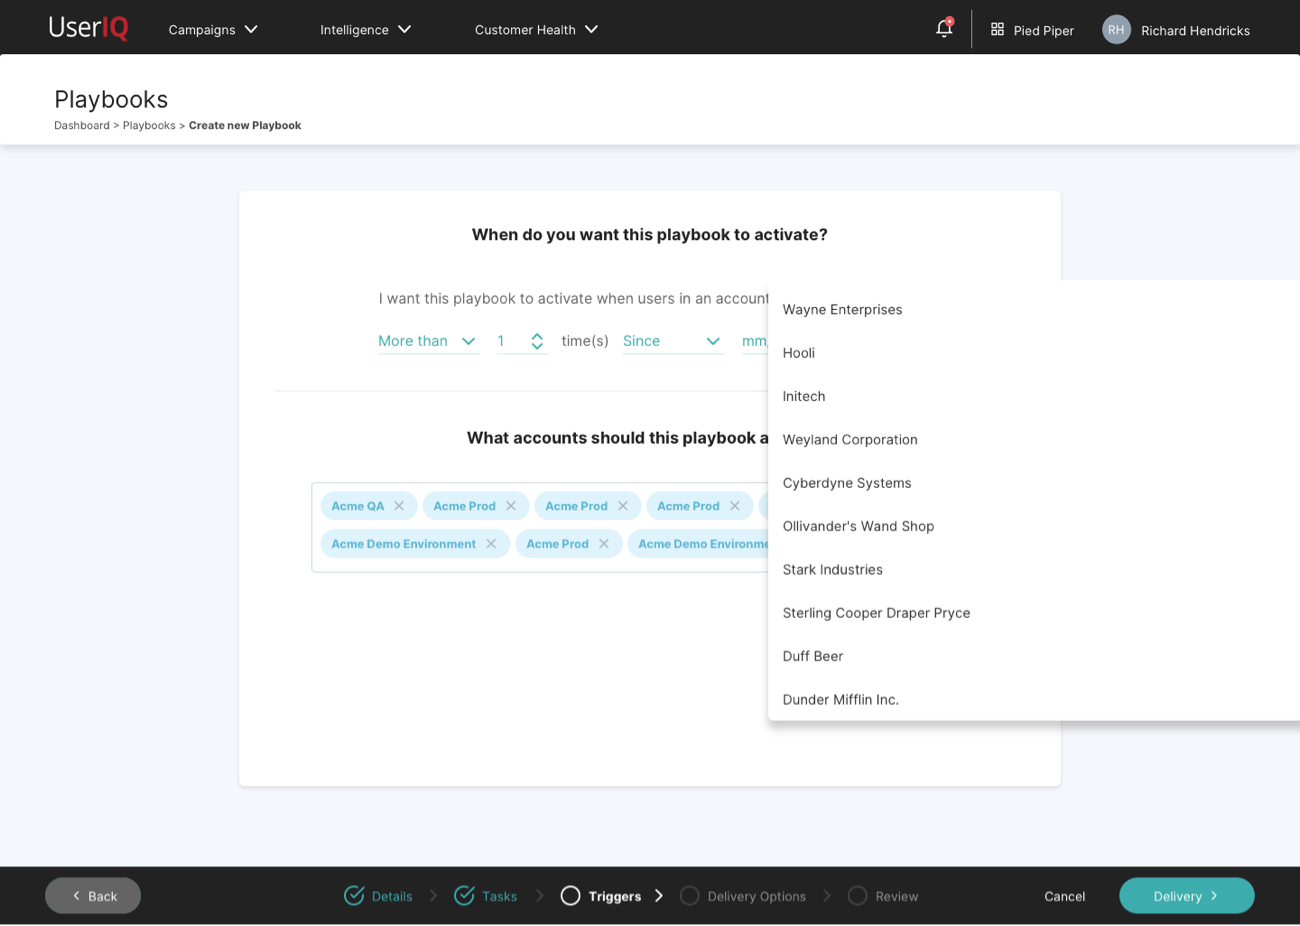 UserIQ
Campaigns
Intelligence
Customer Health
Pied Piper
RH
Richard Hendricks
Playbooks
Dashboard > Playbooks > Create new Playbook
When do you want this playbook to activate?
I want this playbook to activate when users in an account
More than 1 time(s) Since mm
What accounts should this playbook a
Acme QA Acme Prod Acme Prod Acme Prod
Acme Demo Environment Acme Prod Acme Demo Environme
Wayne Enterprises
Hooli
Initech
Weyland Corporation
Cyberdyne Systems
Ollivander's Wand Shop
Stark Industries
Sterling Cooper Draper Pryce
Duff Beer
Dunder Mifflin Inc.
Back
Details
Tasks
Triggers
Delivery Options
Review
Cancel
Delivery